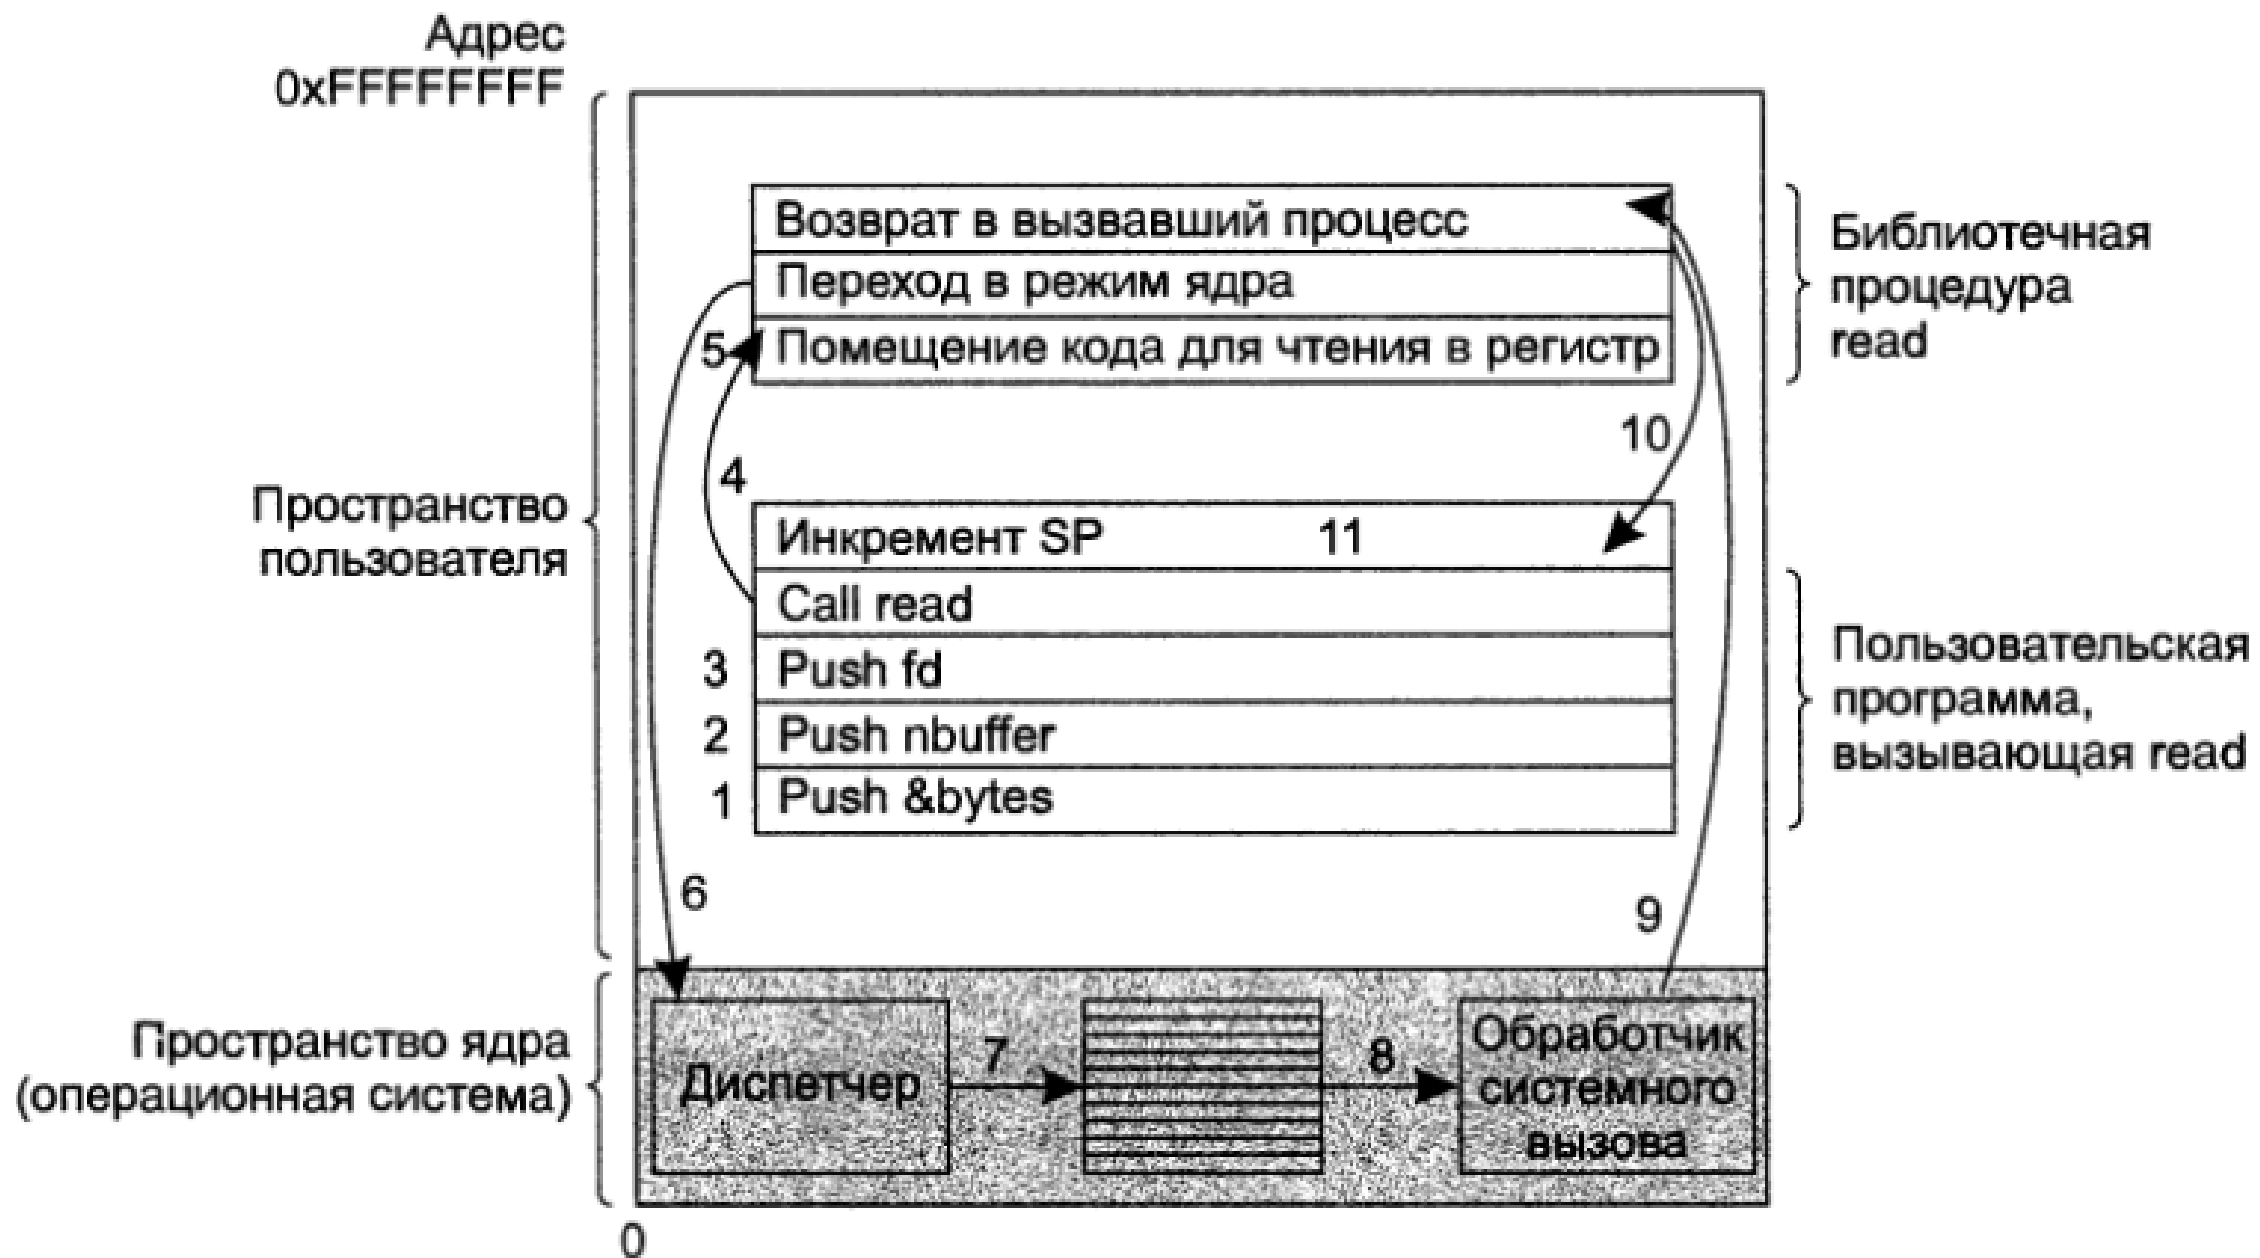 Адрес
0xFFFFFFFF
Возврат в вызвавший процесс
Переход в режим ядра
5
Помещение кода для чтения в регистр
Библиотечная
процедура
read
10
4
Пространство
пользователя
Инкремент SP 11
Call read
3 Push fd
2 Push nbuffer
1 Push &bytes
Пользовательская
программа,
вызывающая read
6
9
Пространство ядра
(операционная система)
Диспетчер
7
8
Обработчик
системного
вызова
0